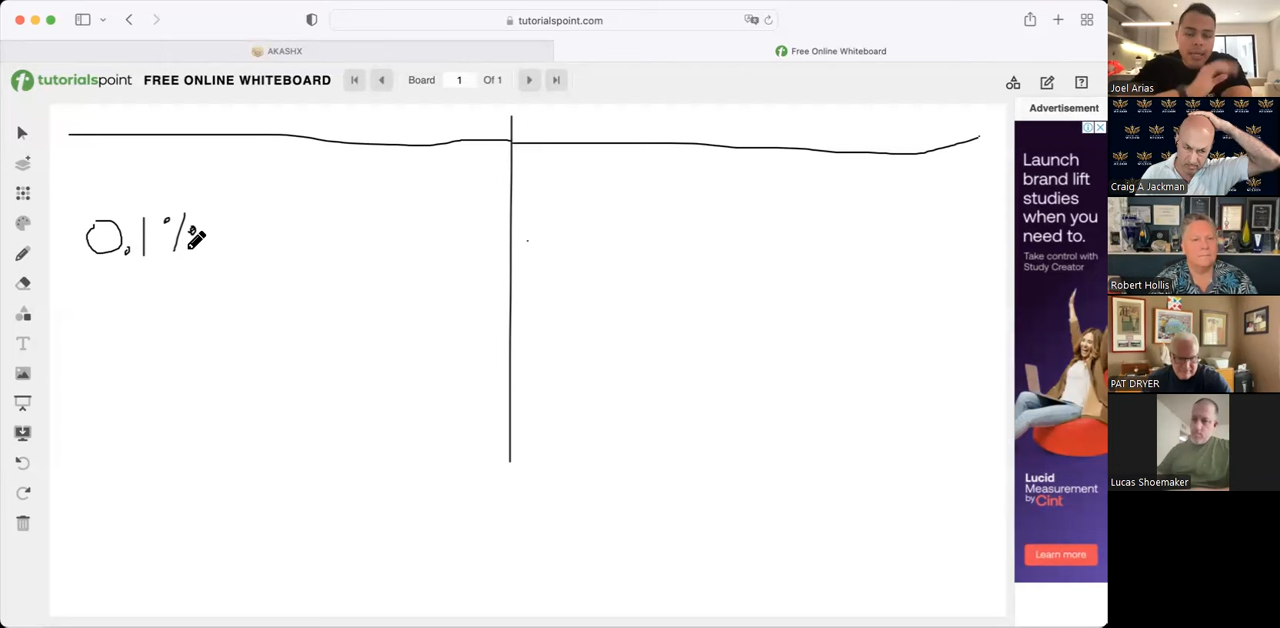 tutorialspoint.com
AKASHX
Free Online Whiteboard
tutorialspoint FREE ONLINE WHITEBOARD
Board 1 Of 1
Advertisement
0.1%
T
Launch
brand lift
studies
when you
need to.
Take control with
Study Creator
Lucid
Measurement
by Cint
Learn more
Joel Arias
Craig A Jackman
Robert Hollis
PAT DRYER
Lucas Shoemaker